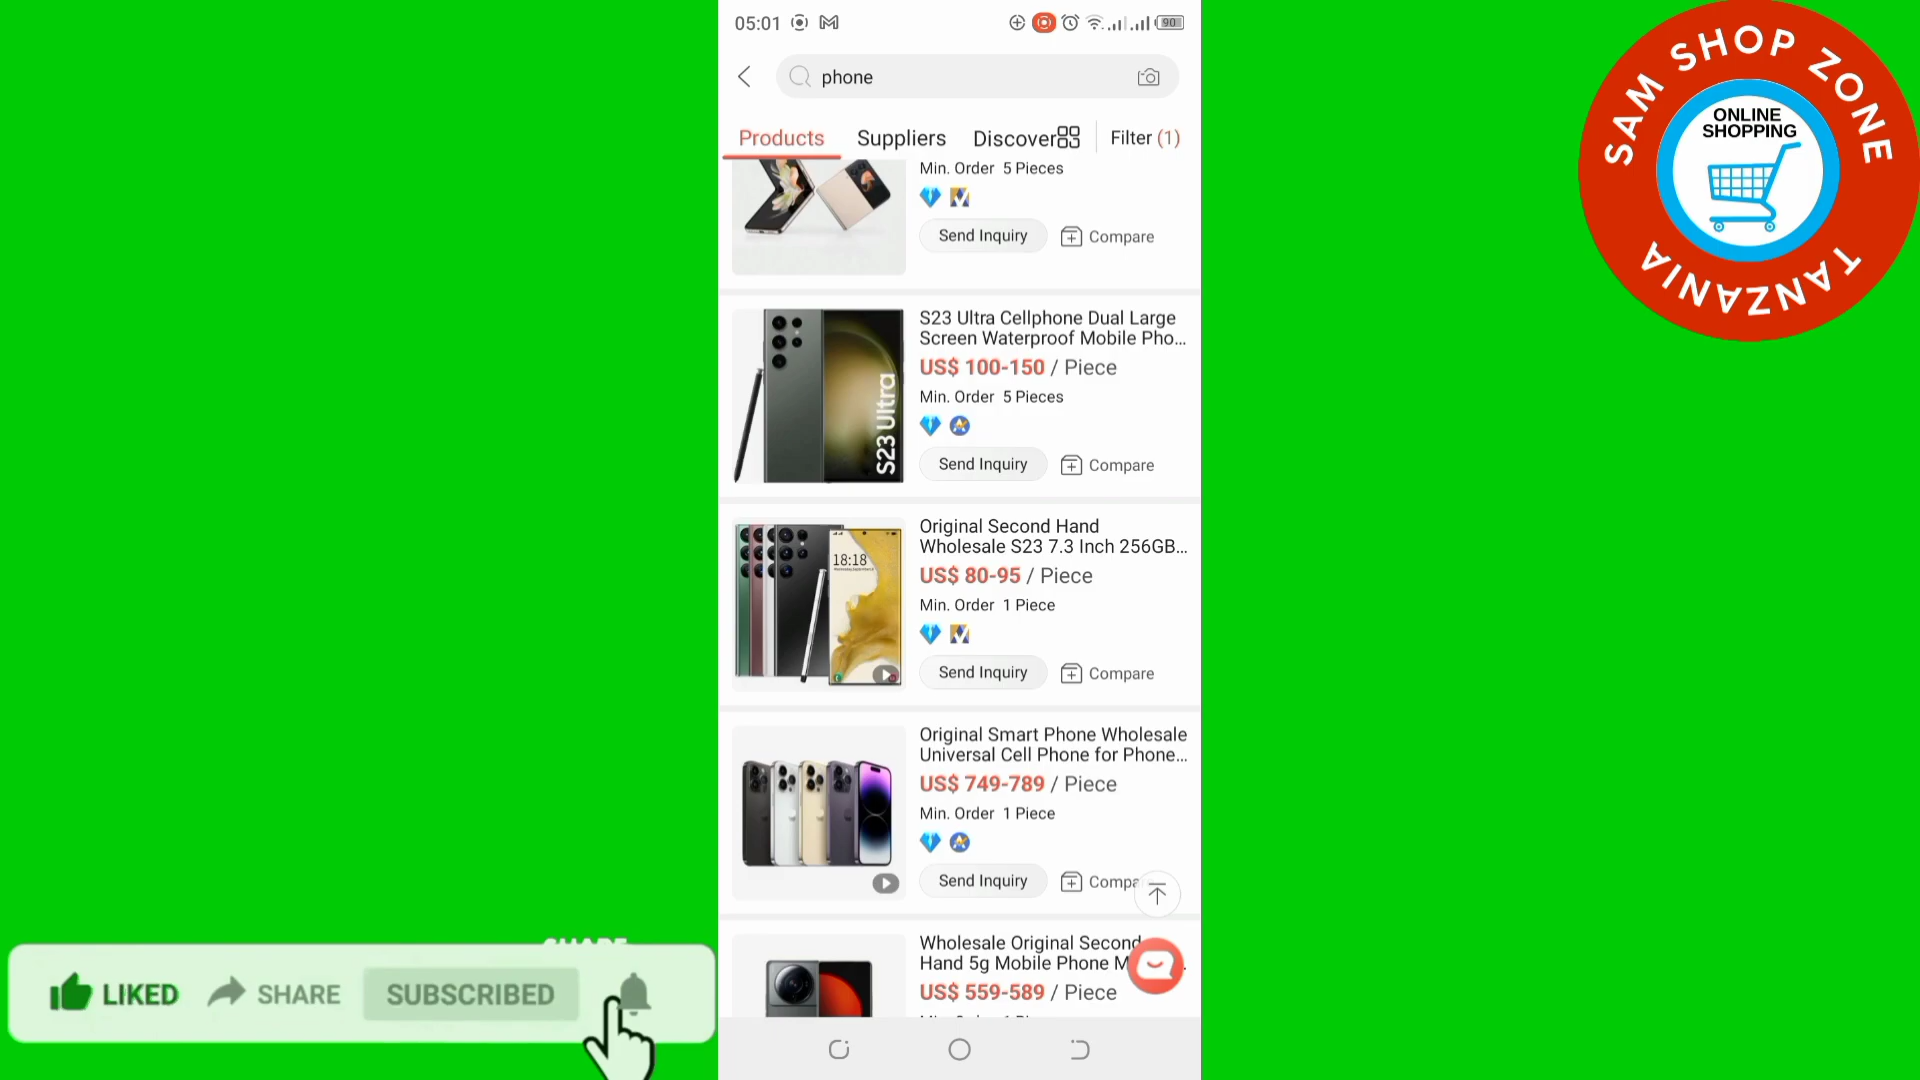 05:01
90
phone
Products
Suppliers
Discover
Filter (1)
Min. Order 5 Pieces
Send Inquiry
Compare
S23 Ultra
S23 Ultra Cellphone Dual Large
Screen Waterproof Mobile Pho...
US$ 100-150 / Piece
Min. Order 5 Pieces
Send Inquiry
Compare
18:18
Original Second Hand
Wholesale S23 7.3 Inch 256GB...
US$ 80-95 / Piece
Min. Order 1 Piece
Send Inquiry
Compare
Original Smart Phone Wholesale
Universal Cell Phone for Phone...
US$ 749-789 / Piece
Min. Order 1 Piece
Send Inquiry
Compa
Wholesale Original Second
Hand 5g Mobile Phone M
US$ 559-589 / Piece
SAM SHOP ZONE
ONLINE
SHOPPING
TANZANIA
SHARE
LIKED
SHARE
SUBSCRIBED